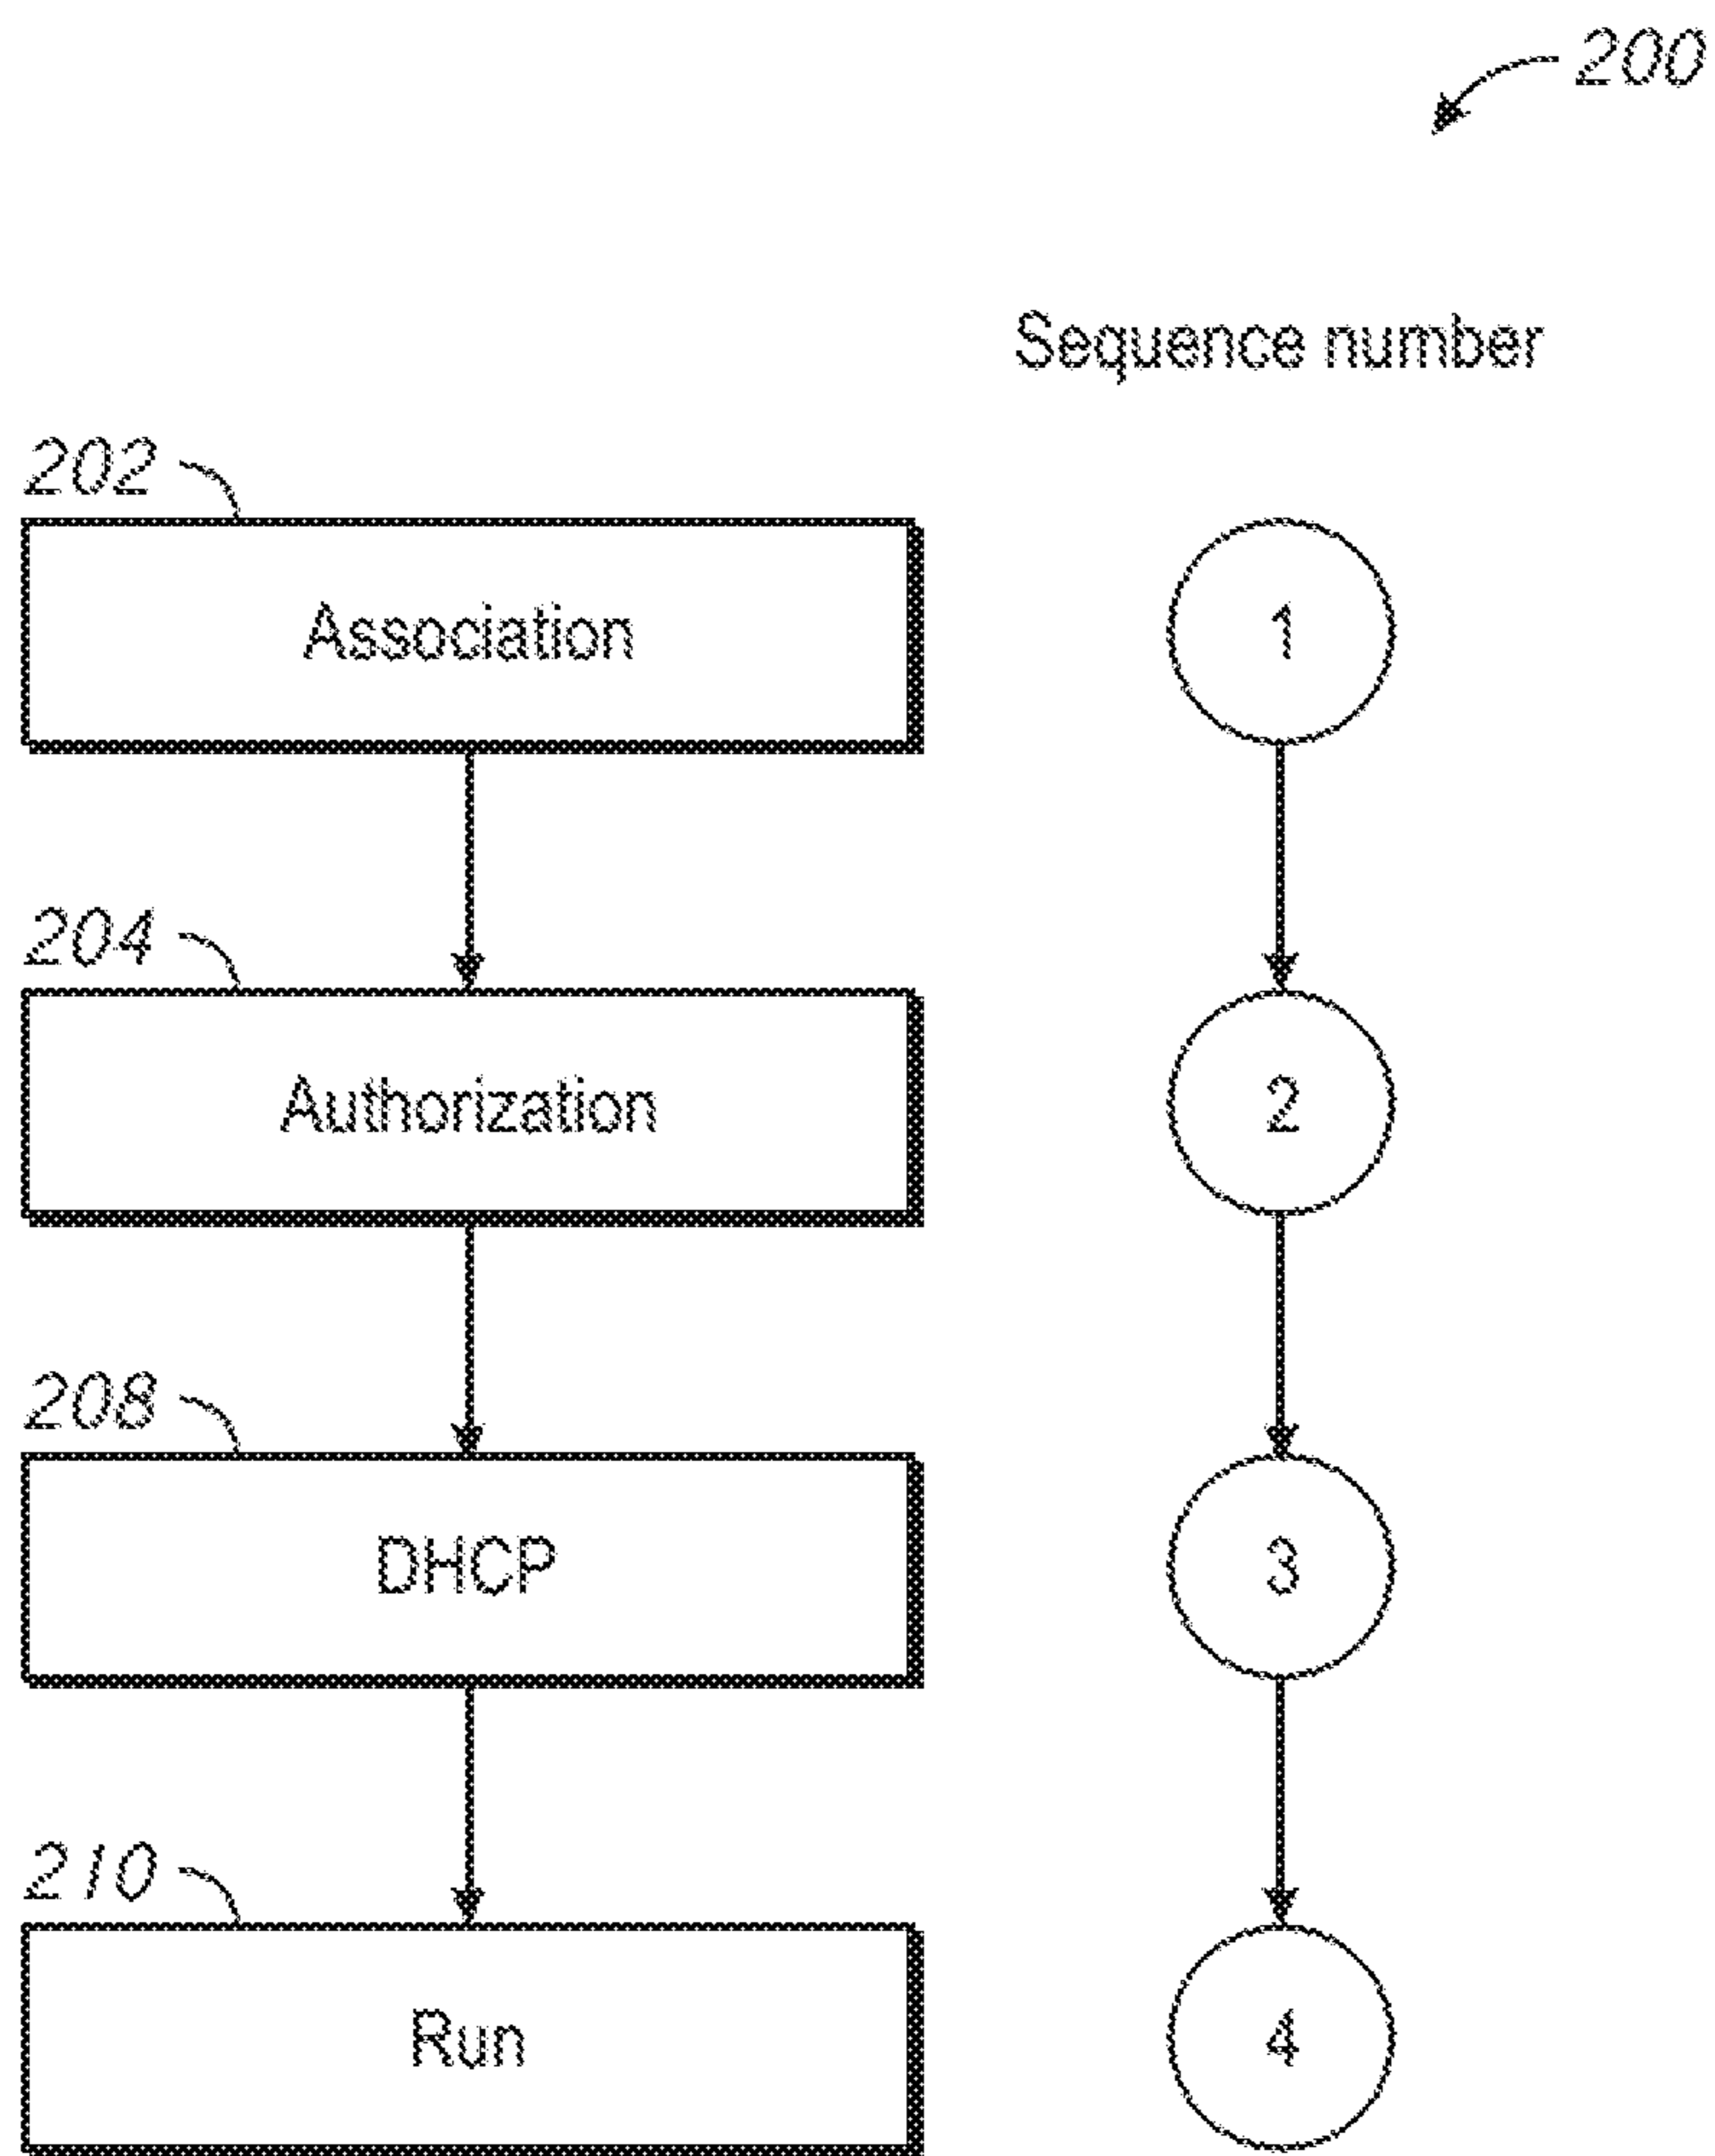 200
Sequence number
202
Association
1
204
Authorization
2
208
DHCP
3
210
Run
4